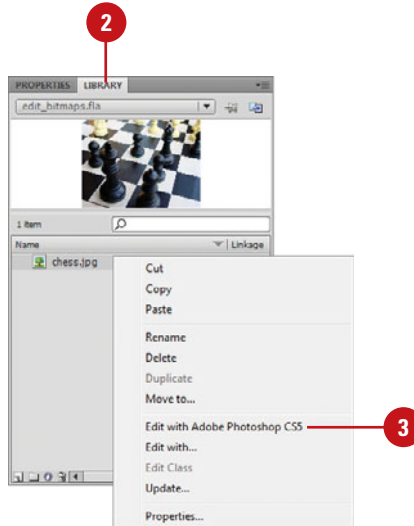 2
PROPERTIES LIBRARY
edit_bitmaps.fla
1 item
Name Linkage
chess.jpg
Cut
Copy
Paste
Rename
Delete
Duplicate
Move to...
Edit with Adobe Photoshop CS5
3
Edit with...
Edit Class
Update...
Properties...